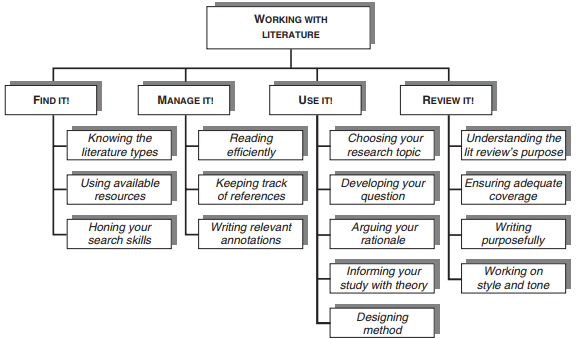 WORKING WITH
LITERATURE
FIND IT!
MANAGE IT!
USE IT!
REVIEW IT!
Knowing the
literature types
Using available
resources
Honing your
search skills
Reading
efficiently
Keeping track
of references
Writing relevant
annotations
Choosing your
research topic
Developing your
question
Arguing your
rationale
Informing your
study with theory
Designing
method
Understanding the
lit review's purpose
Ensuring adequate
coverage
Writing
purposefully
Working on
style and tone